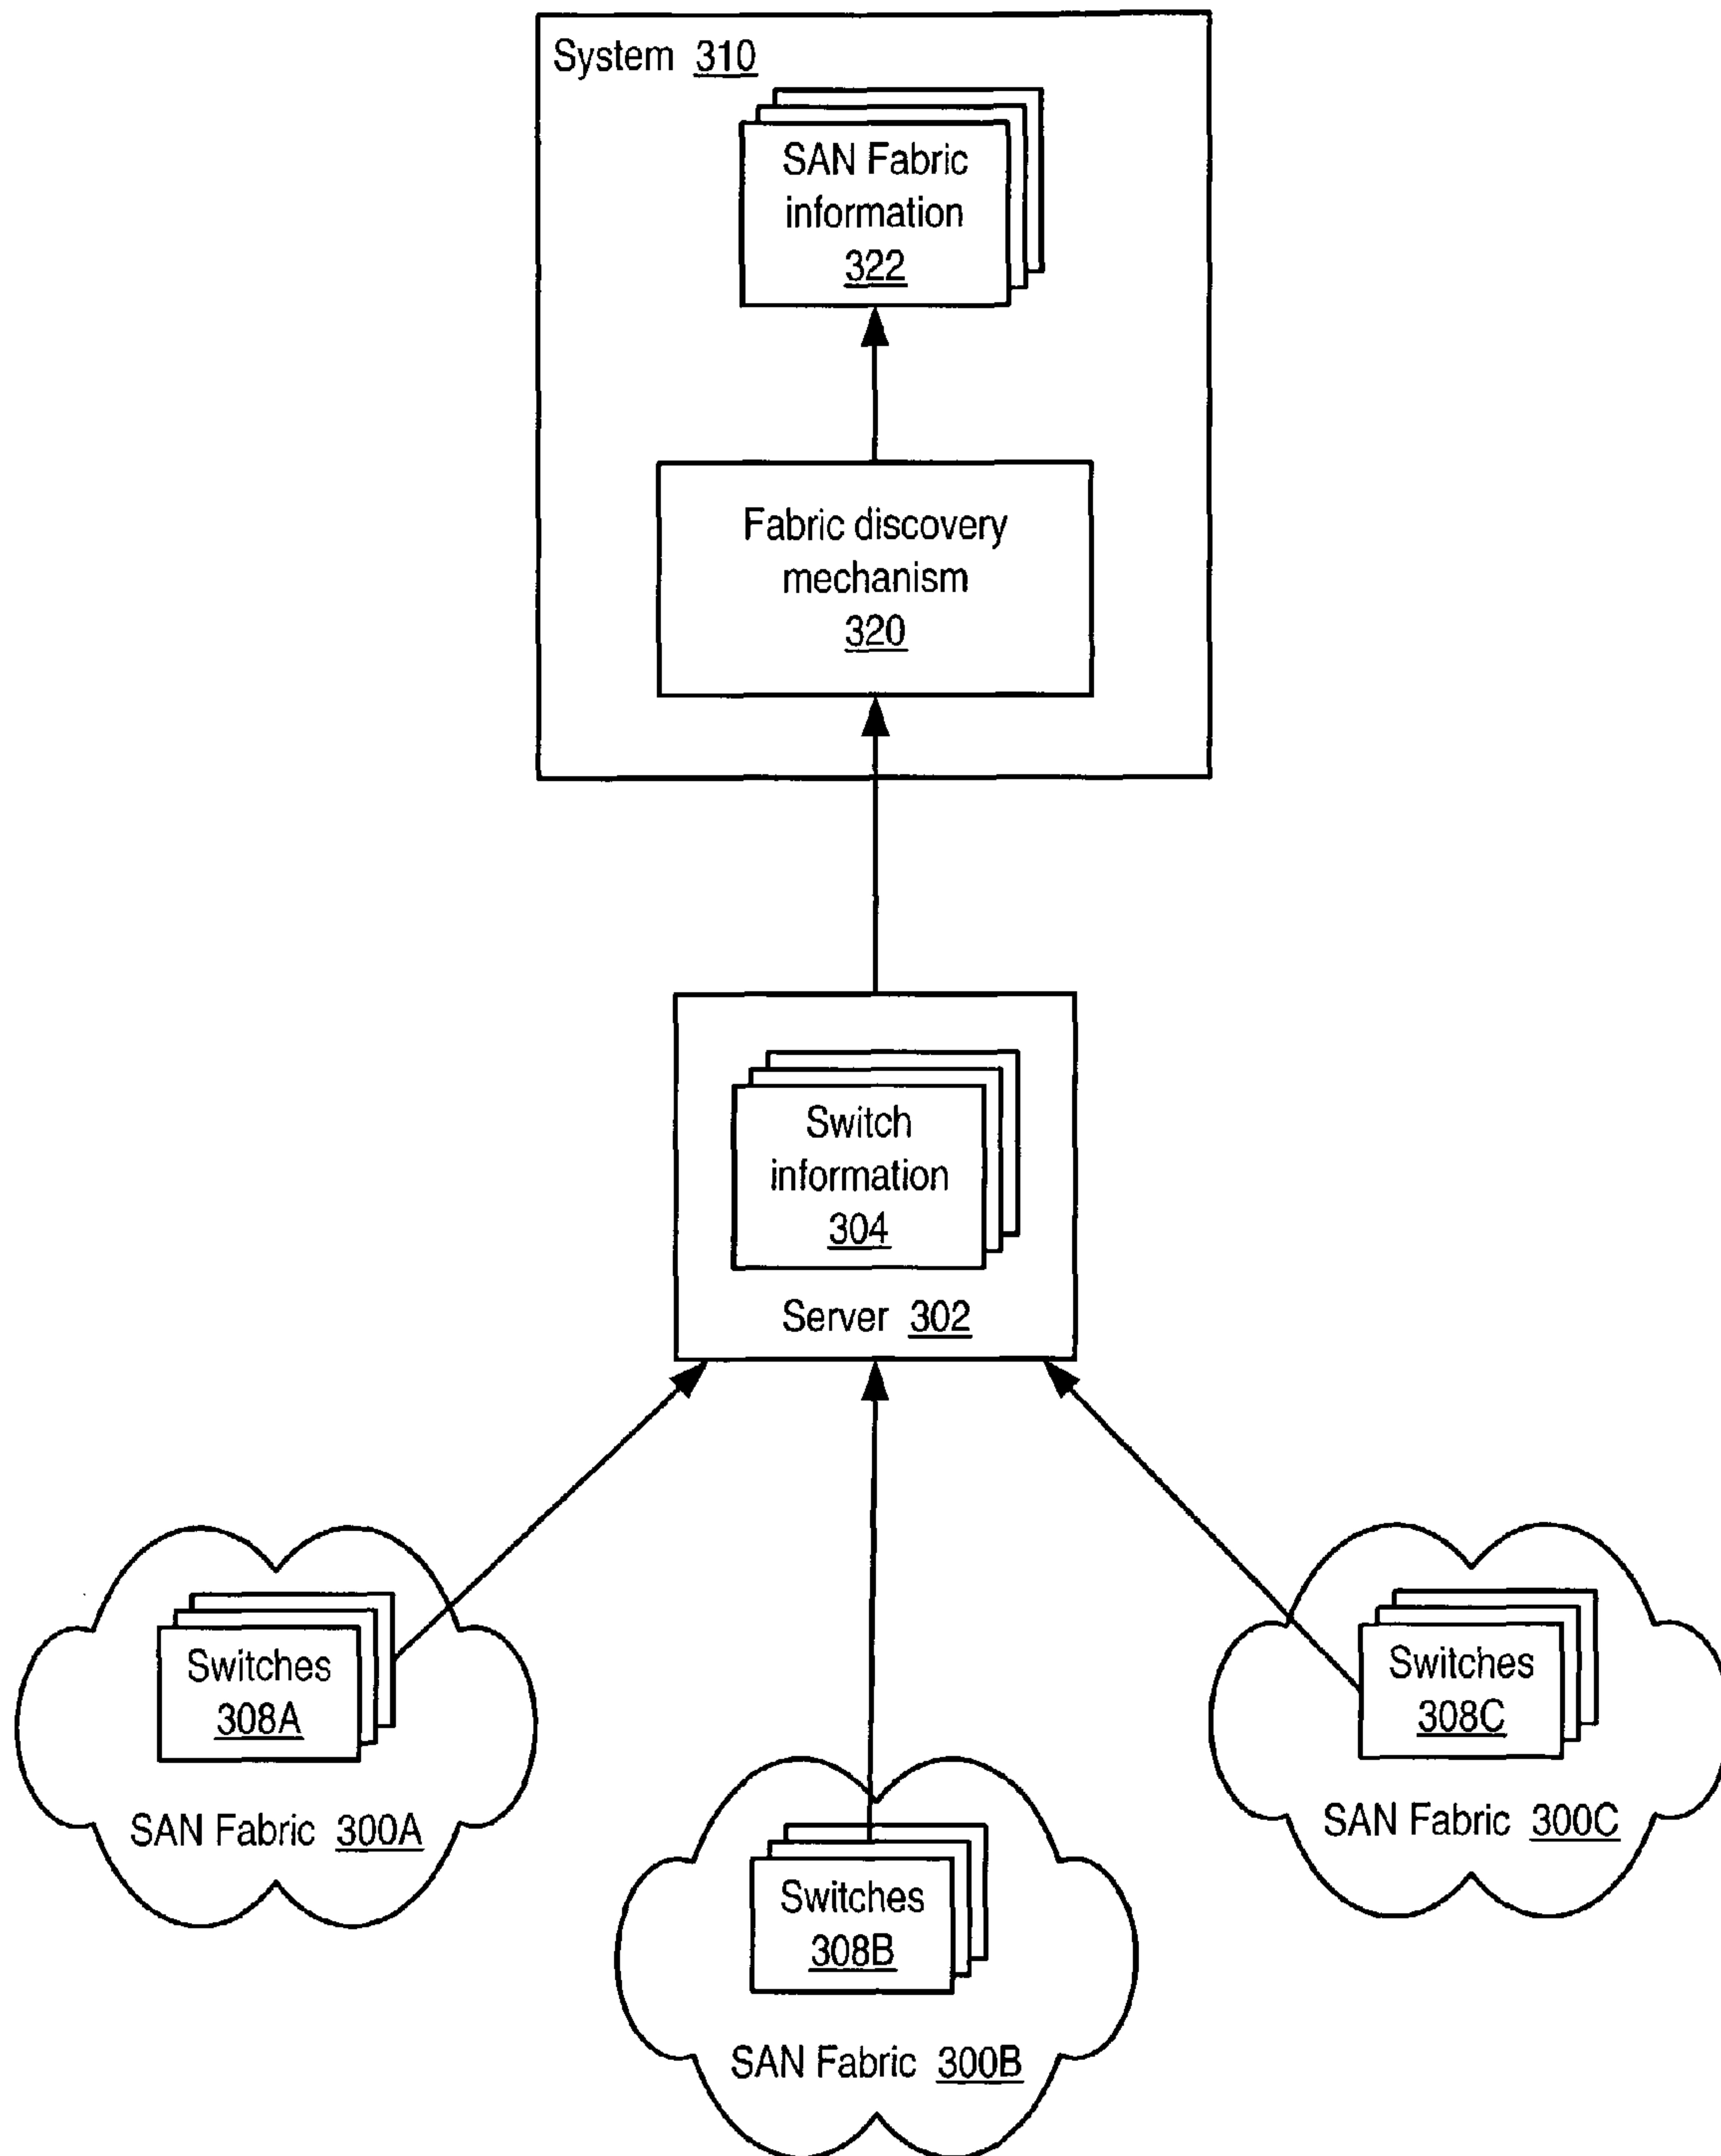 System 310
SAN Fabric
information
322
Fabric discovery
mechanism
320
Switch
information
304
Server 302
Switches
308A
SAN Fabric 300A
Switches
308B
SAN Fabric 300B
Switches
308C
SAN Fabric 300C